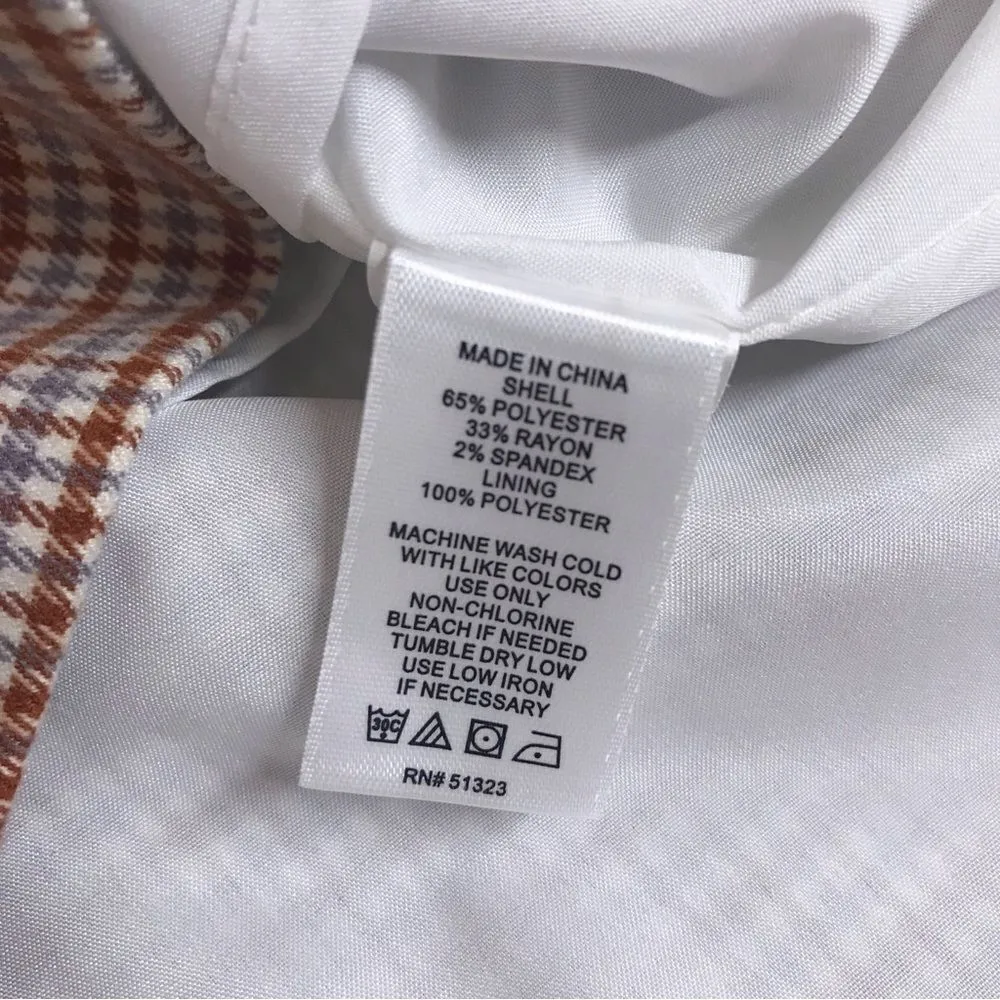 MADE IN CHINA
SHELL
65% POLYESTER
33% RAYON
2% SPANDEX
LINING
100% POLYESTER
MACHINE WASH COLD
WITH LIKE COLORS
USE ONLY
NON-CHLORINE
BLEACH IF NEEDED
TUMBLE DRY LOW
USE LOW IRON
IF NECESSARY
30C
RN# 51323